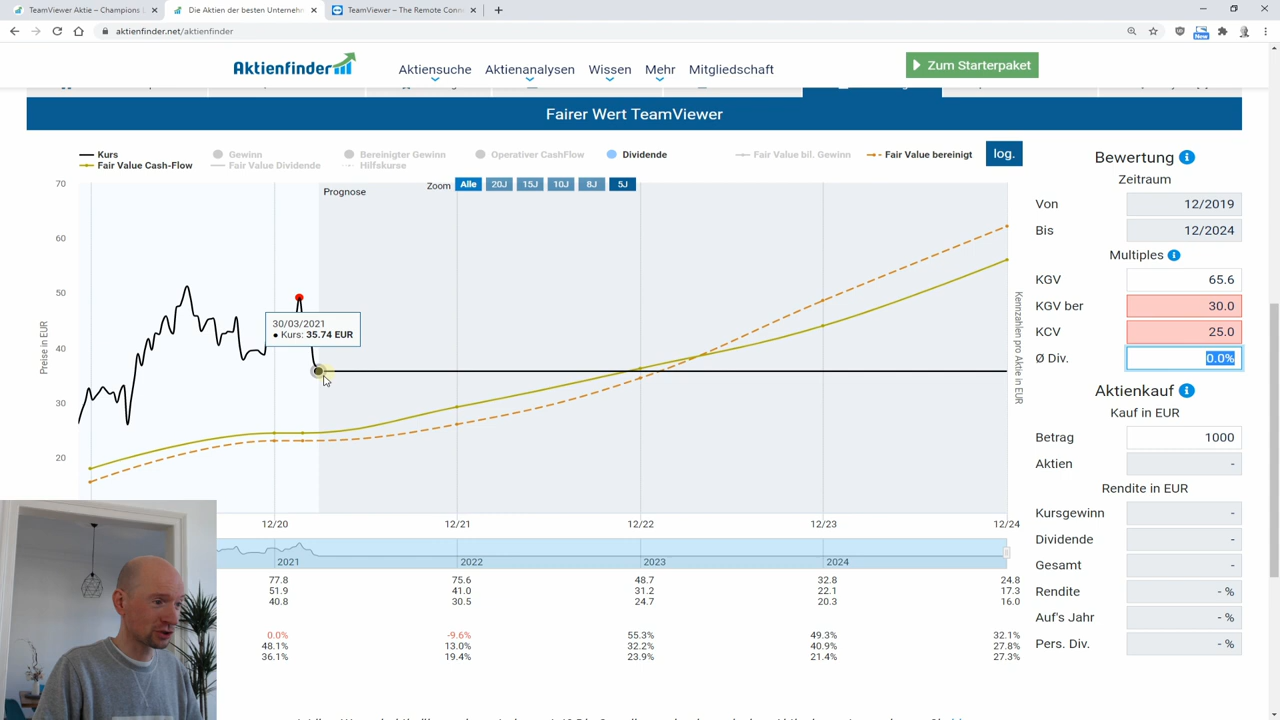 TeamViewer Aktie – Champions L
Die Aktien der besten Unternehm
TeamViewer – The Remote Conne
aktienfinder.net/aktienfinder
New
Aktienfinder
Aktiensuche
Aktienanalysen
Wissen
Mehr
Mitgliedschaft
Zum Starterpaket
Fairer Wert TeamViewer
Kurs
Gewinn
Bereinigter Gewinn
Operativer CashFlow
Dividende
Fair Value bil. Gewinn
Fair Value bereinigt
Fair Value Cash-Flow
Fair Value Dividende
Hilfskurse
log.
Prognose
Zoom
Alle
20J
15J
10J
8J
5J
70
60
50
40
30
20
Preise in EUR
Kennzahlen pro Aktie in EUR
30/03/2021
Kurs: 35.74 EUR
12/20
12/21
12/22
12/23
12/24
2021
2022
2023
2024
77.8 75.6 48.7 32.8 24.8
51.9 41.0 31.2 22.1 17.3
40.8 30.5 24.7 20.3 16.0
0.0% -9.6% 55.3% 49.3% 32.1%
48.1% 13.0% 32.2% 40.9% 27.8%
36.1% 19.4% 23.9% 21.4% 27.3%
Bewertung
Zeitraum
Von 12/2019
Bis 12/2024
Multiples
KGV 65.6
KGV ber 30.0
KCV 25.0
Ø Div. 0.0%
Aktienkauf
Kauf in EUR
Betrag 1000
Aktien -
Rendite in EUR
Kursgewinn -
Dividende -
Gesamt -
Rendite - %
Auf's Jahr - %
Pers. Div. - %